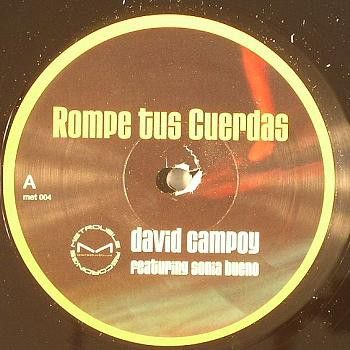 Rompe tus Cuerdas
A
met 004
david campoy
featuring sonia bueno
M